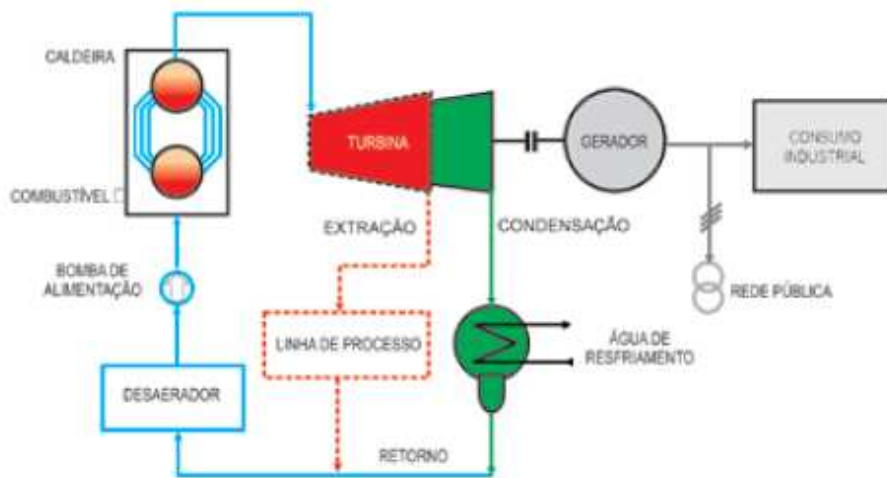 CALDEIRA
TURBINA
GERADOR
CONSUMO
INDUSTRIAL
COMBUSTÍVEL
EXTRAÇÃO
CONDENSAÇÃO
BOMBA DE
ALIMENTAÇÃO
REDE PÚBLICA
LINHA DE PROCESSO
ÁGUA DE
RESFRIAMENTO
DESAERADOR
RETORNO